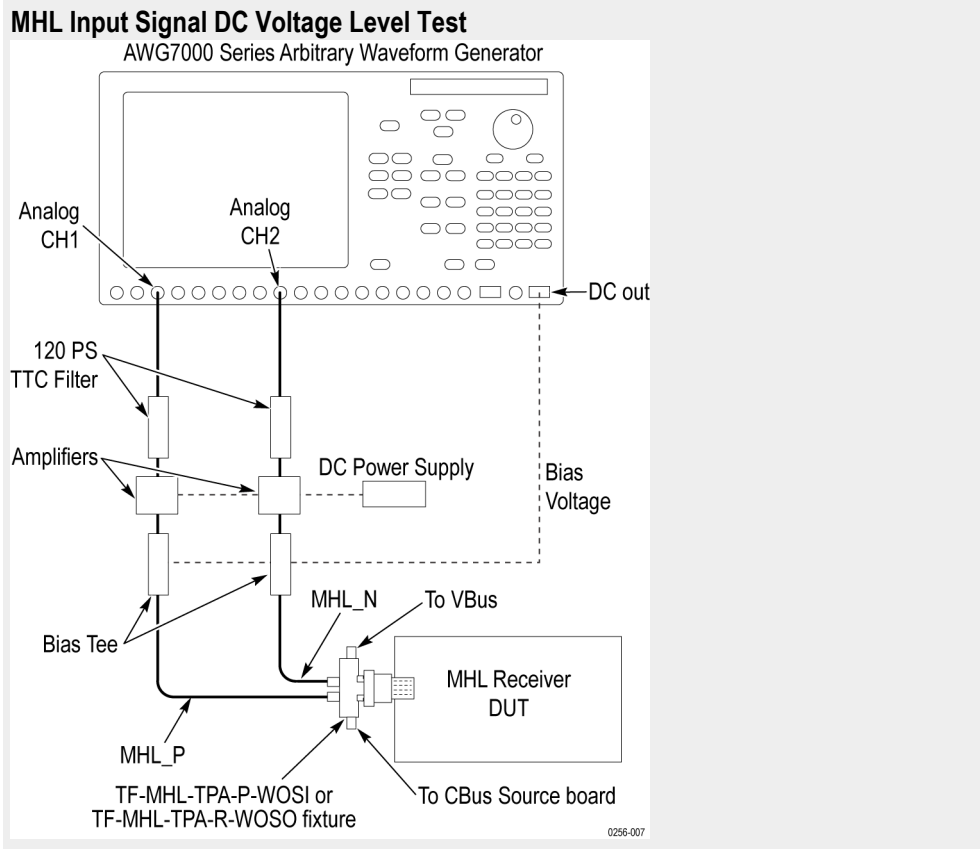 MHL Input Signal DC Voltage Level Test
AWG7000 Series Arbitrary Waveform Generator
Analog
CH1
Analog
CH2
DC out
120 PS
TTC Filter
Amplifiers
DC Power Supply
Bias
Voltage
MHL_N
To VBus
Bias Tee
MHL Receiver
DUT
MHL_P
TF-MHL-TPA-P-WOSI or
TF-MHL-TPA-R-WOSO fixture
To CBus Source board
0256-007